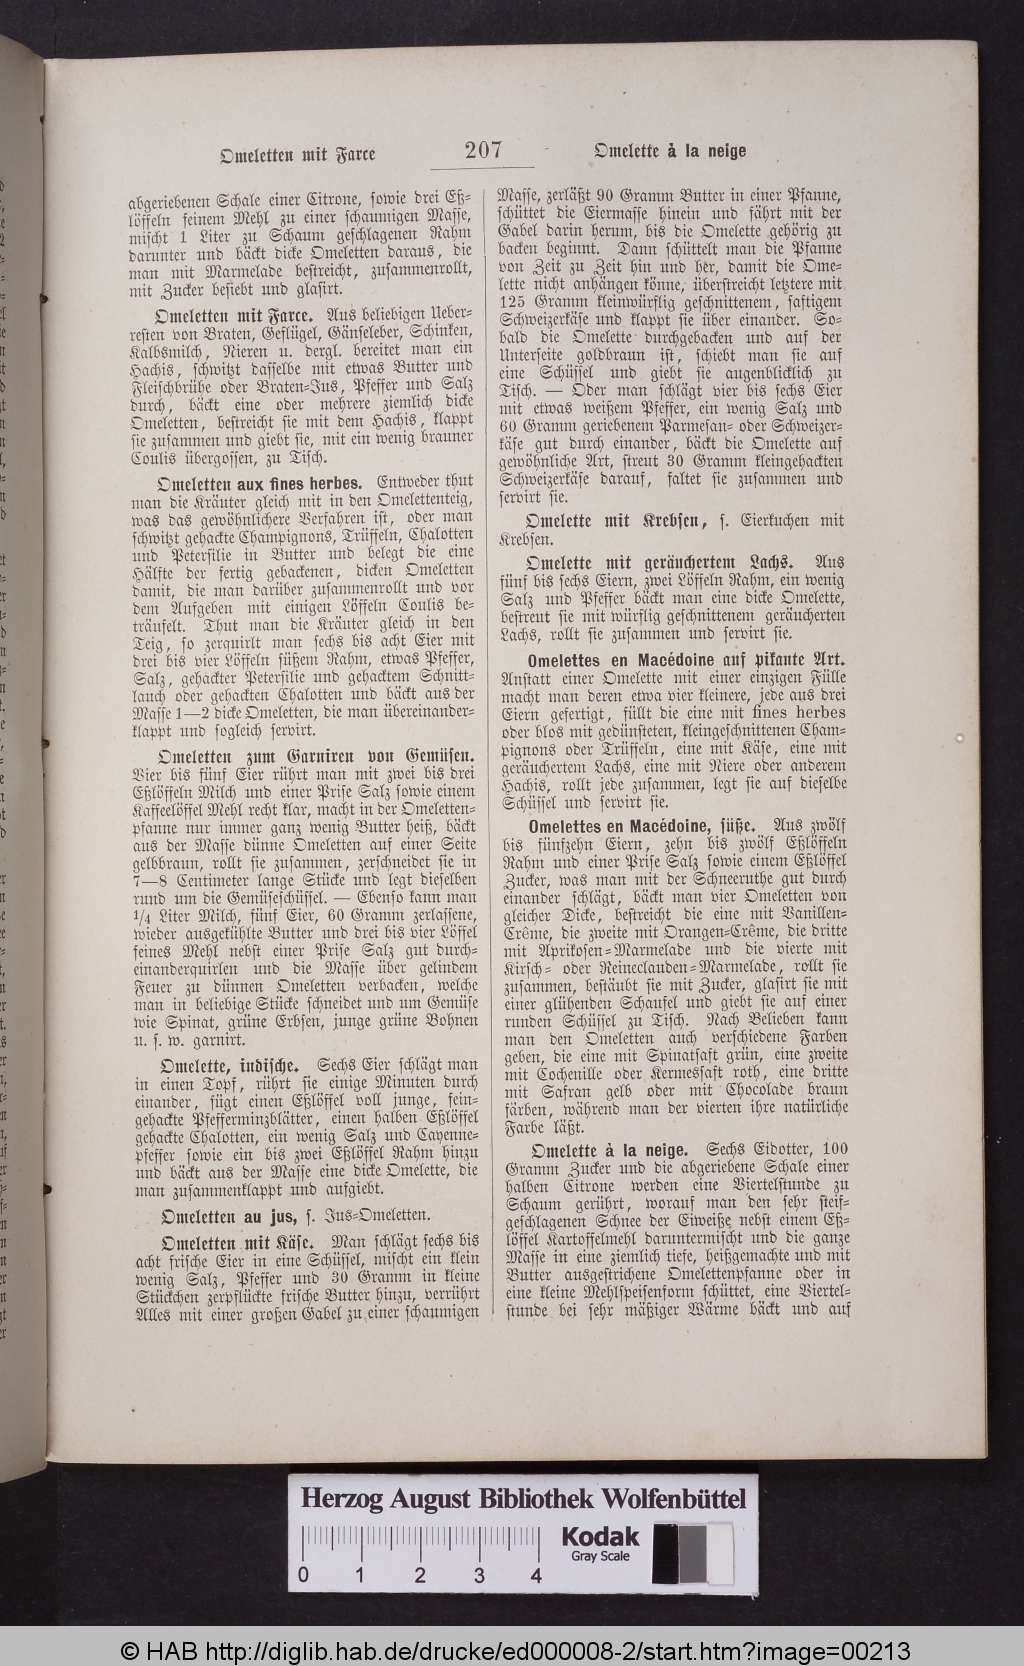 Omeletten mit Farce
207
Omelette à la neige
abgeriebenen Schale einer Citrone, sowie drei Eß-
löffeln feinem Mehl zu einer schaumigen Masse,
mischt 1 Liter zu Schaum geschlagenen Rahm
darunter und bäckt dicke Omeletten daraus, die
man mit Marmelade bestreicht, zusammenrollt,
mit Zucker besiebt und glasirt.
Omeletten mit Farce. Aus beliebigen Ueber-
resten von Braten, Geflügel, Gänseleber, Schinken,
Kalbsmilch, Nieren u. dergl. bereitet man ein
Hachis, schwitzt dasselbe mit etwas Butter und
Fleischbrühe oder Braten-Jus, Pfeffer und Salz
durch, bäckt eine oder mehrere ziemlich dicke
Omeletten, bestreicht sie mit dem Hachis, klappt
sie zusammen und giebt sie, mit ein wenig brauner
Coulis übergossen, zu Tisch.
Omeletten aux fines herbes. Entweder thut
man die Kräuter gleich mit in den Omelettenteig,
was das gewöhnlichere Verfahren ist, oder man
schwitzt gehackte Champignons, Trüffeln, Chalotten
und Petersilie in Butter und belegt die eine
Hälfte der fertig gebackenen, dicken Omeletten
damit, die man darüber zusammenrollt und vor
dem Aufgeben mit einigen Löffeln Coulis be-
träufelt. Thut man die Kräuter gleich in den
Teig, so zerquirlt man sechs bis acht Eier mit
drei bis vier Löffeln süßem Rahm, etwas Pfeffer,
Salz, gehackter Petersilie und gehacktem Schnitt-
lauch oder gehackten Chalotten und bäckt aus der
Masse 1—2 dicke Omeletten, die man übereinander-
klappt und sogleich servirt.
Omeletten zum Garniren von Gemüsen.
Vier bis fünf Eier rührt man mit zwei bis drei
Eßlöffeln Milch und einer Prise Salz sowie einem
Kaffeelöffel Mehl recht klar, macht in der Omeletten-
pfanne nur immer ganz wenig Butter heiß, bäckt
aus der Masse dünne Omeletten auf einer Seite
gelbbraun, rollt sie zusammen, zerschneidet sie in
7—8 Centimeter lange Stücke und legt dieselben
rund um die Gemüseschüssel. — Ebenso kann man
1/4 Liter Milch, fünf Eier, 60 Gramm zerlassene,
wieder ausgekühlte Butter und drei bis vier Löffel
feines Mehl nebst einer Prise Salz gut durch-
einanderquirlen und die Masse über gelindem
Feuer zu dünnen Omeletten verbacken, welche
man in beliebige Stücke schneidet und um Gemüse
wie Spinat, grüne Erbsen, junge grüne Bohnen
u. s. w. garnirt.
Omelette, indische. Sechs Eier schlägt man
in einen Topf, rührt sie einige Minuten durch
einander, fügt einen Eßlöffel voll junge, fein-
gehackte Pfefferminzblätter, einen halben Eßlöffel
gehackte Chalotten, ein wenig Salz und Cayenne-
pfeffer sowie ein bis zwei Eßlöffel Rahm hinzu
und bäckt aus der Masse eine dicke Omelette, die
man zusammenklappt und aufgiebt.
Omeletten au jus, s. Jus-Omeletten.
Omeletten mit Käse. Man schlägt sechs bis
acht frische Eier in eine Schüssel, mischt ein klein
wenig Salz, Pfeffer und 30 Gramm in kleine
Stückchen zerpflückte frische Butter hinzu, verrührt
Alles mit einer großen Gabel zu einer schaumigen
Masse, zerläßt 90 Gramm Butter in einer Pfanne,
schüttet die Eiermasse hinein und fährt mit der
Gabel darin herum, bis die Omelette gehörig zu
backen beginnt. Dann schüttelt man die Pfanne
von Zeit zu Zeit hin und her, damit die Ome-
lette nicht anhängen könne, überstreicht letztere mit
125 Gramm kleinwürflig geschnittenem, saftigem
Schweizerkäse und klappt sie über einander. So-
bald die Omelette durchgebacken und auf der
Unterseite goldbraun ist, schiebt man sie auf
eine Schüssel und giebt sie augenblicklich zu
Tisch. — Oder man schlägt vier bis sechs Eier
mit etwas weißem Pfeffer, ein wenig Salz und
60 Gramm geriebenem Parmesan- oder Schweizer-
käse gut durch einander, bäckt die Omelette auf
gewöhnliche Art, streut 30 Gramm kleingehackten
Schweizerkäse darauf, faltet sie zusammen und
servirt sie.
Omelette mit Krebsen, s. Eierkuchen mit
Krebsen.
Omelette mit geräuchertem Lachs. Aus
fünf bis sechs Eiern, zwei Löffeln Rahm, ein wenig
Salz und Pfeffer bäckt man eine dicke Omelette,
bestreut sie mit würflig geschnittenem geräucherten
Lachs, rollt sie zusammen und servirt sie.
Omelettes en Macédoine auf pikante Art.
Anstatt einer Omelette mit einer einzigen Fülle
macht man deren etwa vier kleinere, jede aus drei
Eiern gefertigt, füllt die eine mit fines herbes
oder blos mit gedünsteten, kleingeschnittenen Cham-
pignons oder Trüffeln, eine mit Käse, eine mit
geräuchertem Lachs, eine mit Niere oder anderem
Hachis, rollt jede zusammen, legt sie auf dieselbe
Schüssel und servirt sie.
Omelettes en Macédoine, süße. Aus zwölf
bis fünfzehn Eiern, zehn bis zwölf Eßlöffeln
Rahm und einer Prise Salz sowie einem Eßlöffel
Zucker, was man mit der Schneeruthe gut durch
einander schlägt, bäckt man vier Omeletten von
gleicher Dicke, bestreicht die eine mit Vanillen-
Crême, die zweite mit Orangen-Crême, die dritte
mit Aprikosen-Marmelade und die vierte mit
Kirsch- oder Reineclauden-Marmelade, rollt sie
zusammen, bestäubt sie mit Zucker, glasirt sie mit
einer glühenden Schaufel und giebt sie auf einer
runden Schüssel zu Tisch. Nach Belieben kann
man den Omeletten auch verschiedene Farben
geben, die eine mit Spinatsaft grün, eine zweite
mit Cochenille oder Kermessaft roth, eine dritte
mit Safran gelb oder mit Chocolade braun
färben, während man der vierten ihre natürliche
Farbe läßt.
Omelette à la neige. Sechs Eidotter, 100
Gramm Zucker und die abgeriebene Schale einer
halben Citrone werden eine Viertelstunde zu
Schaum gerührt, worauf man den sehr steif-
geschlagenen Schnee der Eiweiße nebst einem Eß-
löffel Kartoffelmehl daruntermischt und die ganze
Masse in eine ziemlich tiefe, heißgemachte und mit
Butter ausgestrichene Omelettenpfanne oder in
eine kleine Mehlspeisenform schüttet, eine Viertel-
stunde bei sehr mäßiger Wärme bäckt und auf
Herzog August Bibliothek Wolfenbüttel
Kodak
Gray Scale
0 1 2 3 4
© HAB http://diglib.hab.de/drucke/ed000008-2/start.htm?image=00213